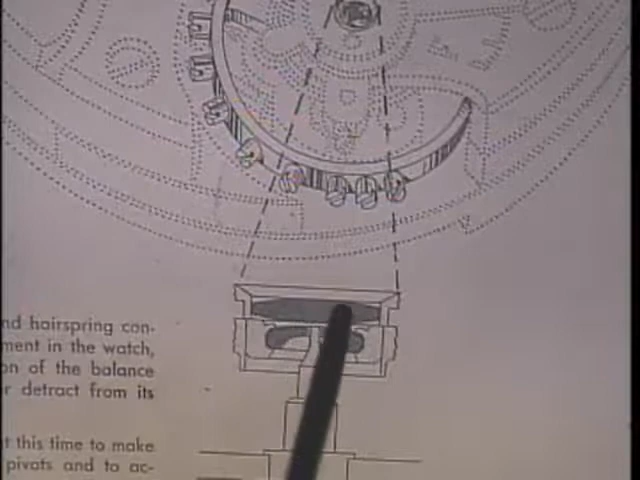 nd hairspring con-
ment in the watch,
on of the balance
r detract from its
t this time to make
pivots and to ac-